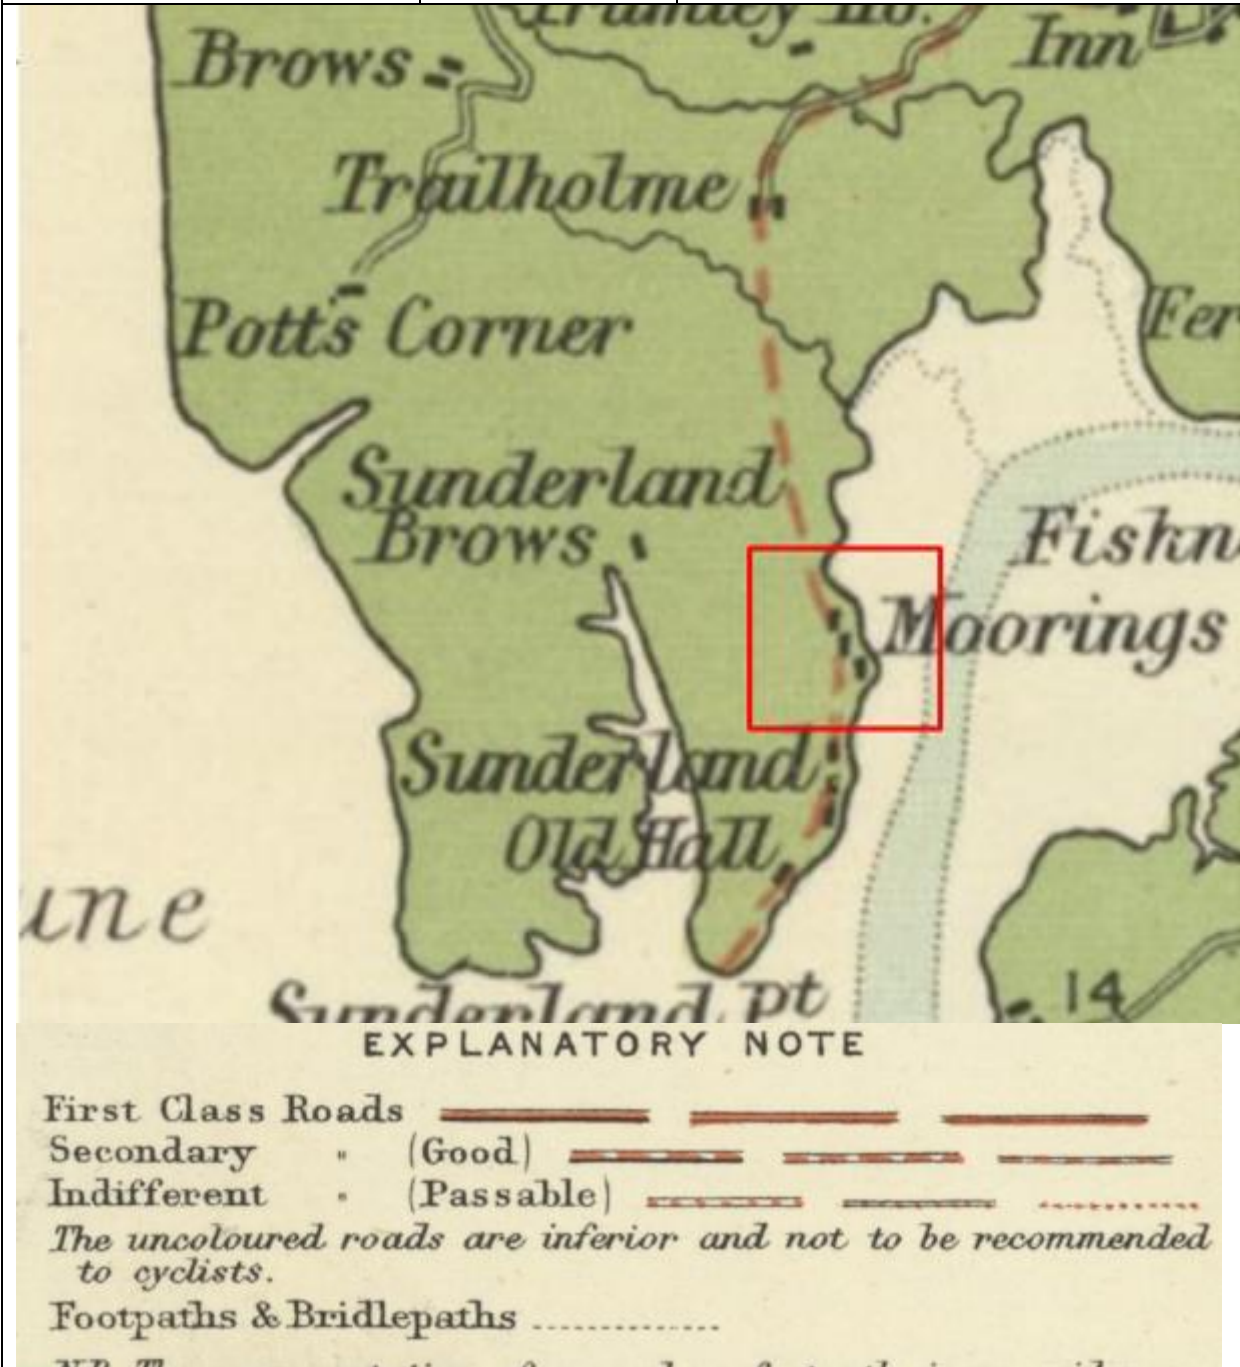 Brows
Inn
Trailholme
Pott's Corner
Fer
Sunderland
Brows
Fiskn
Moorings
Sunderland
Old Hall
une
Sunderland Pt
14
EXPLANATORY NOTE
First Class Roads
Secondary " (Good)
Indifferent " (Passable)
The uncoloured roads are inferior and not to be recommended
to cyclists.
Footpaths & Bridlepaths